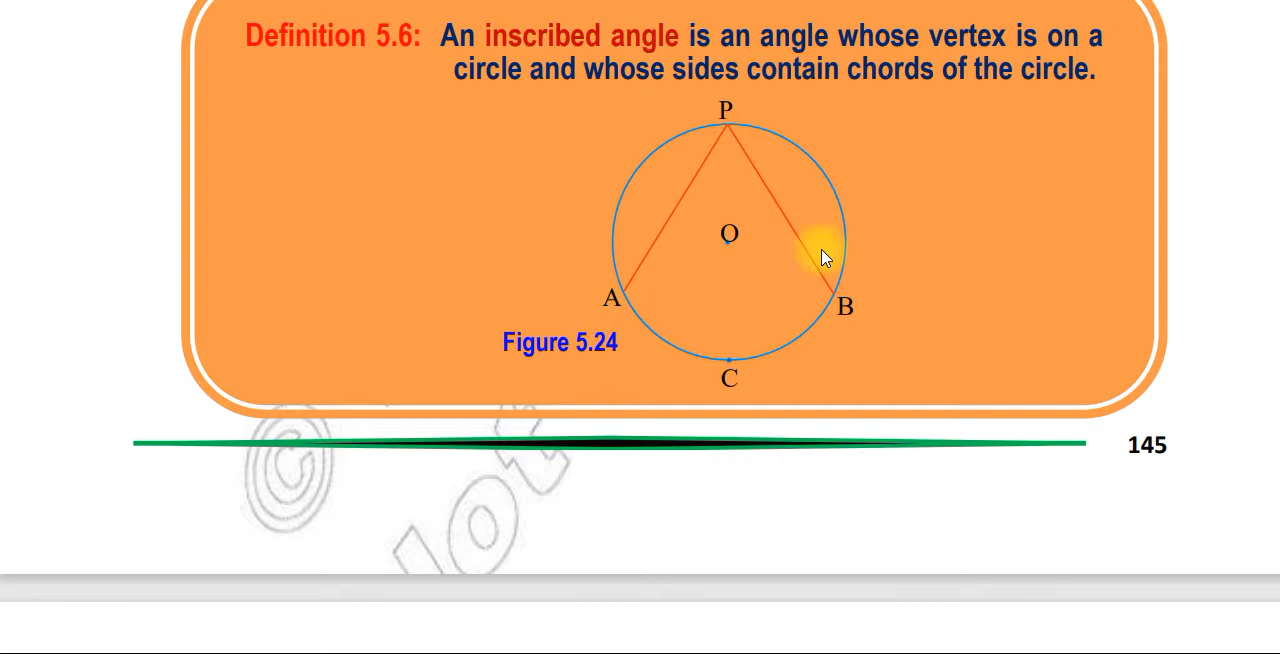 Definition 5.6: An inscribed angle is an angle whose vertex is on a
circle and whose sides contain chords of the circle.
P
O
A
B
Figure 5.24
C
145
©
not